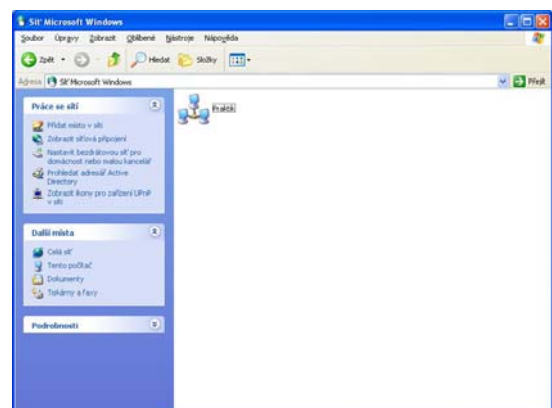 Síť Microsoft Windows
Soubor Úpravy Zobrazit Oblíbené Nástroje Nápověda
Zpět Hledat Složky
Adresa Síť Microsoft Windows Přejít
Práce se sítí
Přidat místo v síti
Zobrazit síťová připojení
Nastavit bezdrátovou síť pro
domácnost nebo malou kancelář
Prohledat adresář Active
Directory
Zobrazit ikony pro zařízení UPnP
v síti
Další místa
Celá síť
Tento počítač
Dokumenty
Tiskárny a faxy
Podrobnosti